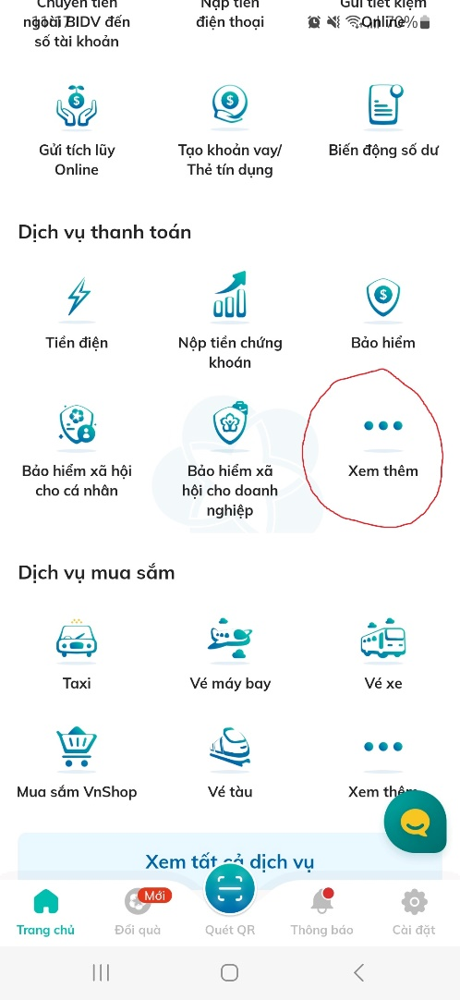 Chuyển tiền
ngoài BIDV đến
số tài khoản
Nạp tiền
điện thoại
Gửi tiết kiệm
Online
70%
Gửi tích lũy
Online
Tạo khoản vay/
Thẻ tín dụng
Biến động số dư
Dịch vụ thanh toán
Tiền điện
Nộp tiền chứng
khoán
Bảo hiểm
Bảo hiểm xã hội
cho cá nhân
Bảo hiểm xã
hội cho doanh
nghiệp
Xem thêm
Dịch vụ mua sắm
Taxi
Vé máy bay
Vé xe
Mua sắm VnShop
Vé tàu
Xem thêm
Xem tất cả dịch vụ
Mới
Trang chủ
Đổi quà
Quét QR
Thông báo
Cài đặt